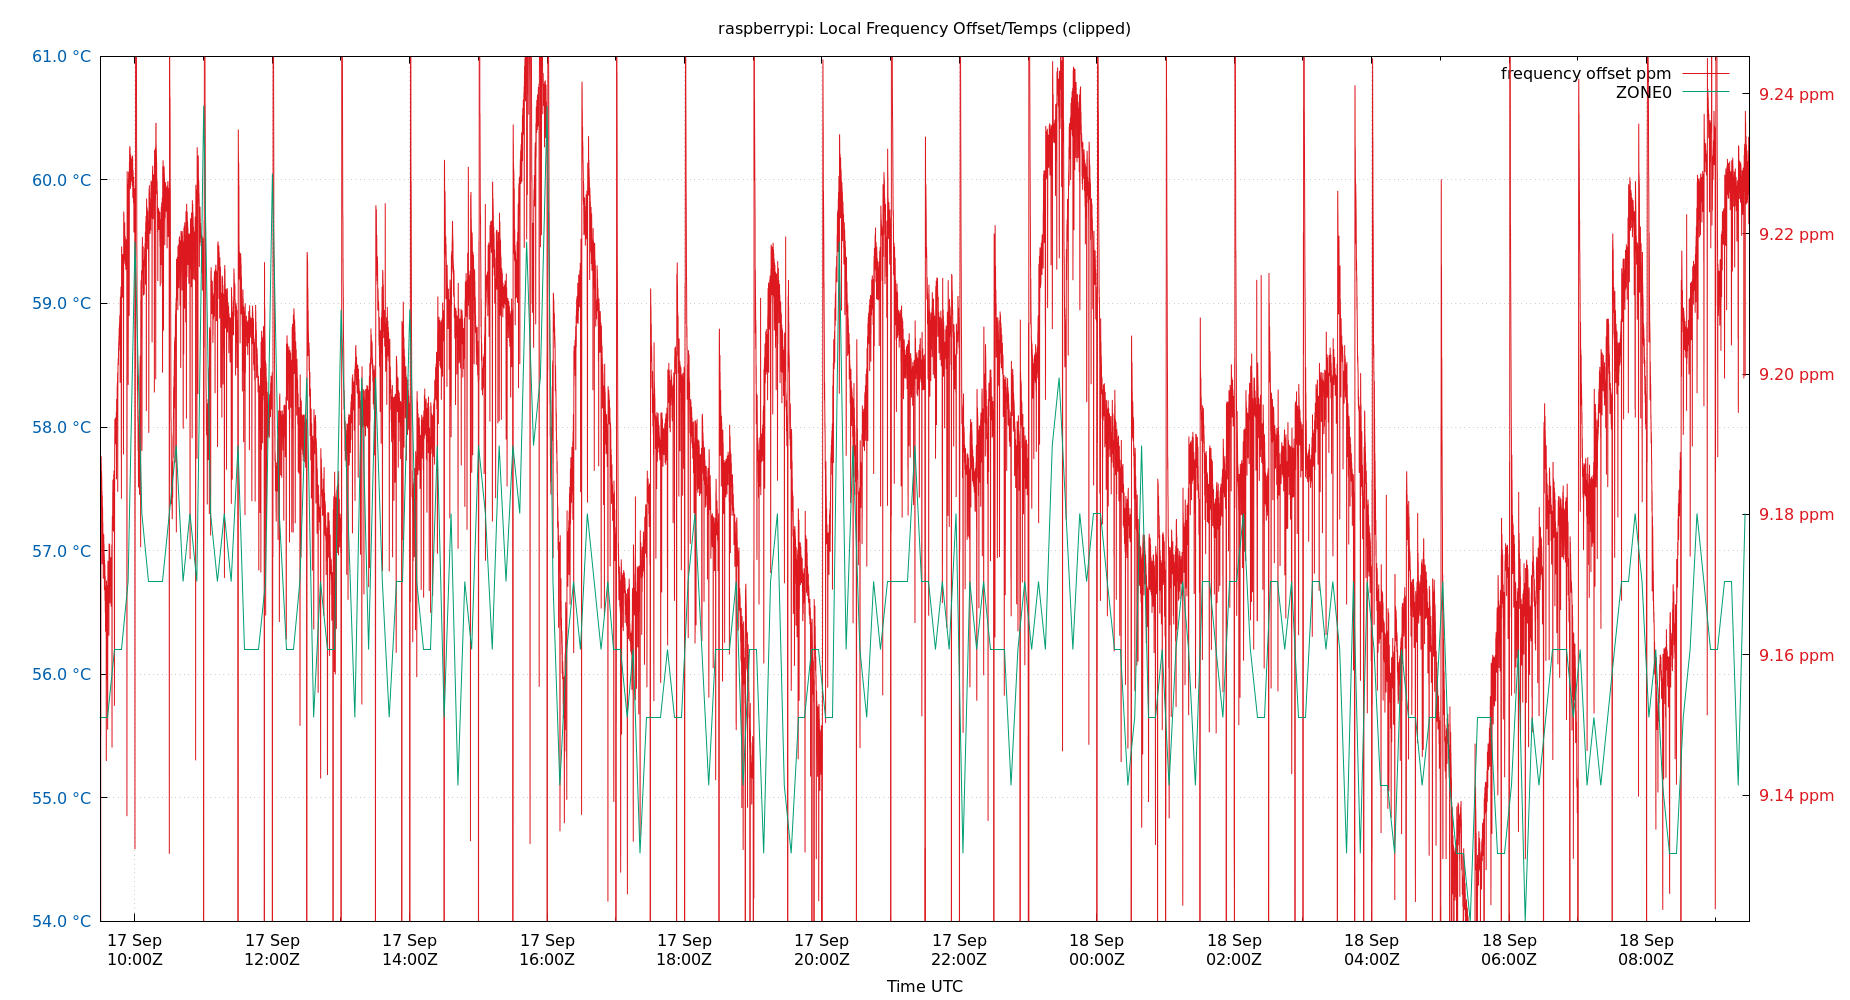 raspberrypi: Local Frequency Offset/Temps (clipped)
61.0 °C
60.0 °C
59.0 °C
58.0 °C
57.0 °C
56.0 °C
55.0 °C
54.0 °C
frequency offset ppm
ZONE0
9.24 ppm
9.22 ppm
9.20 ppm
9.18 ppm
9.16 ppm
9.14 ppm
17 Sep 17 Sep 17 Sep 17 Sep 17 Sep 17 Sep 17 Sep 18 Sep 18 Sep 18 Sep 18 Sep 18 Sep
10:00Z 12:00Z 14:00Z 16:00Z 18:00Z 20:00Z 22:00Z 00:00Z 02:00Z 04:00Z 06:00Z 08:00Z
Time UTC